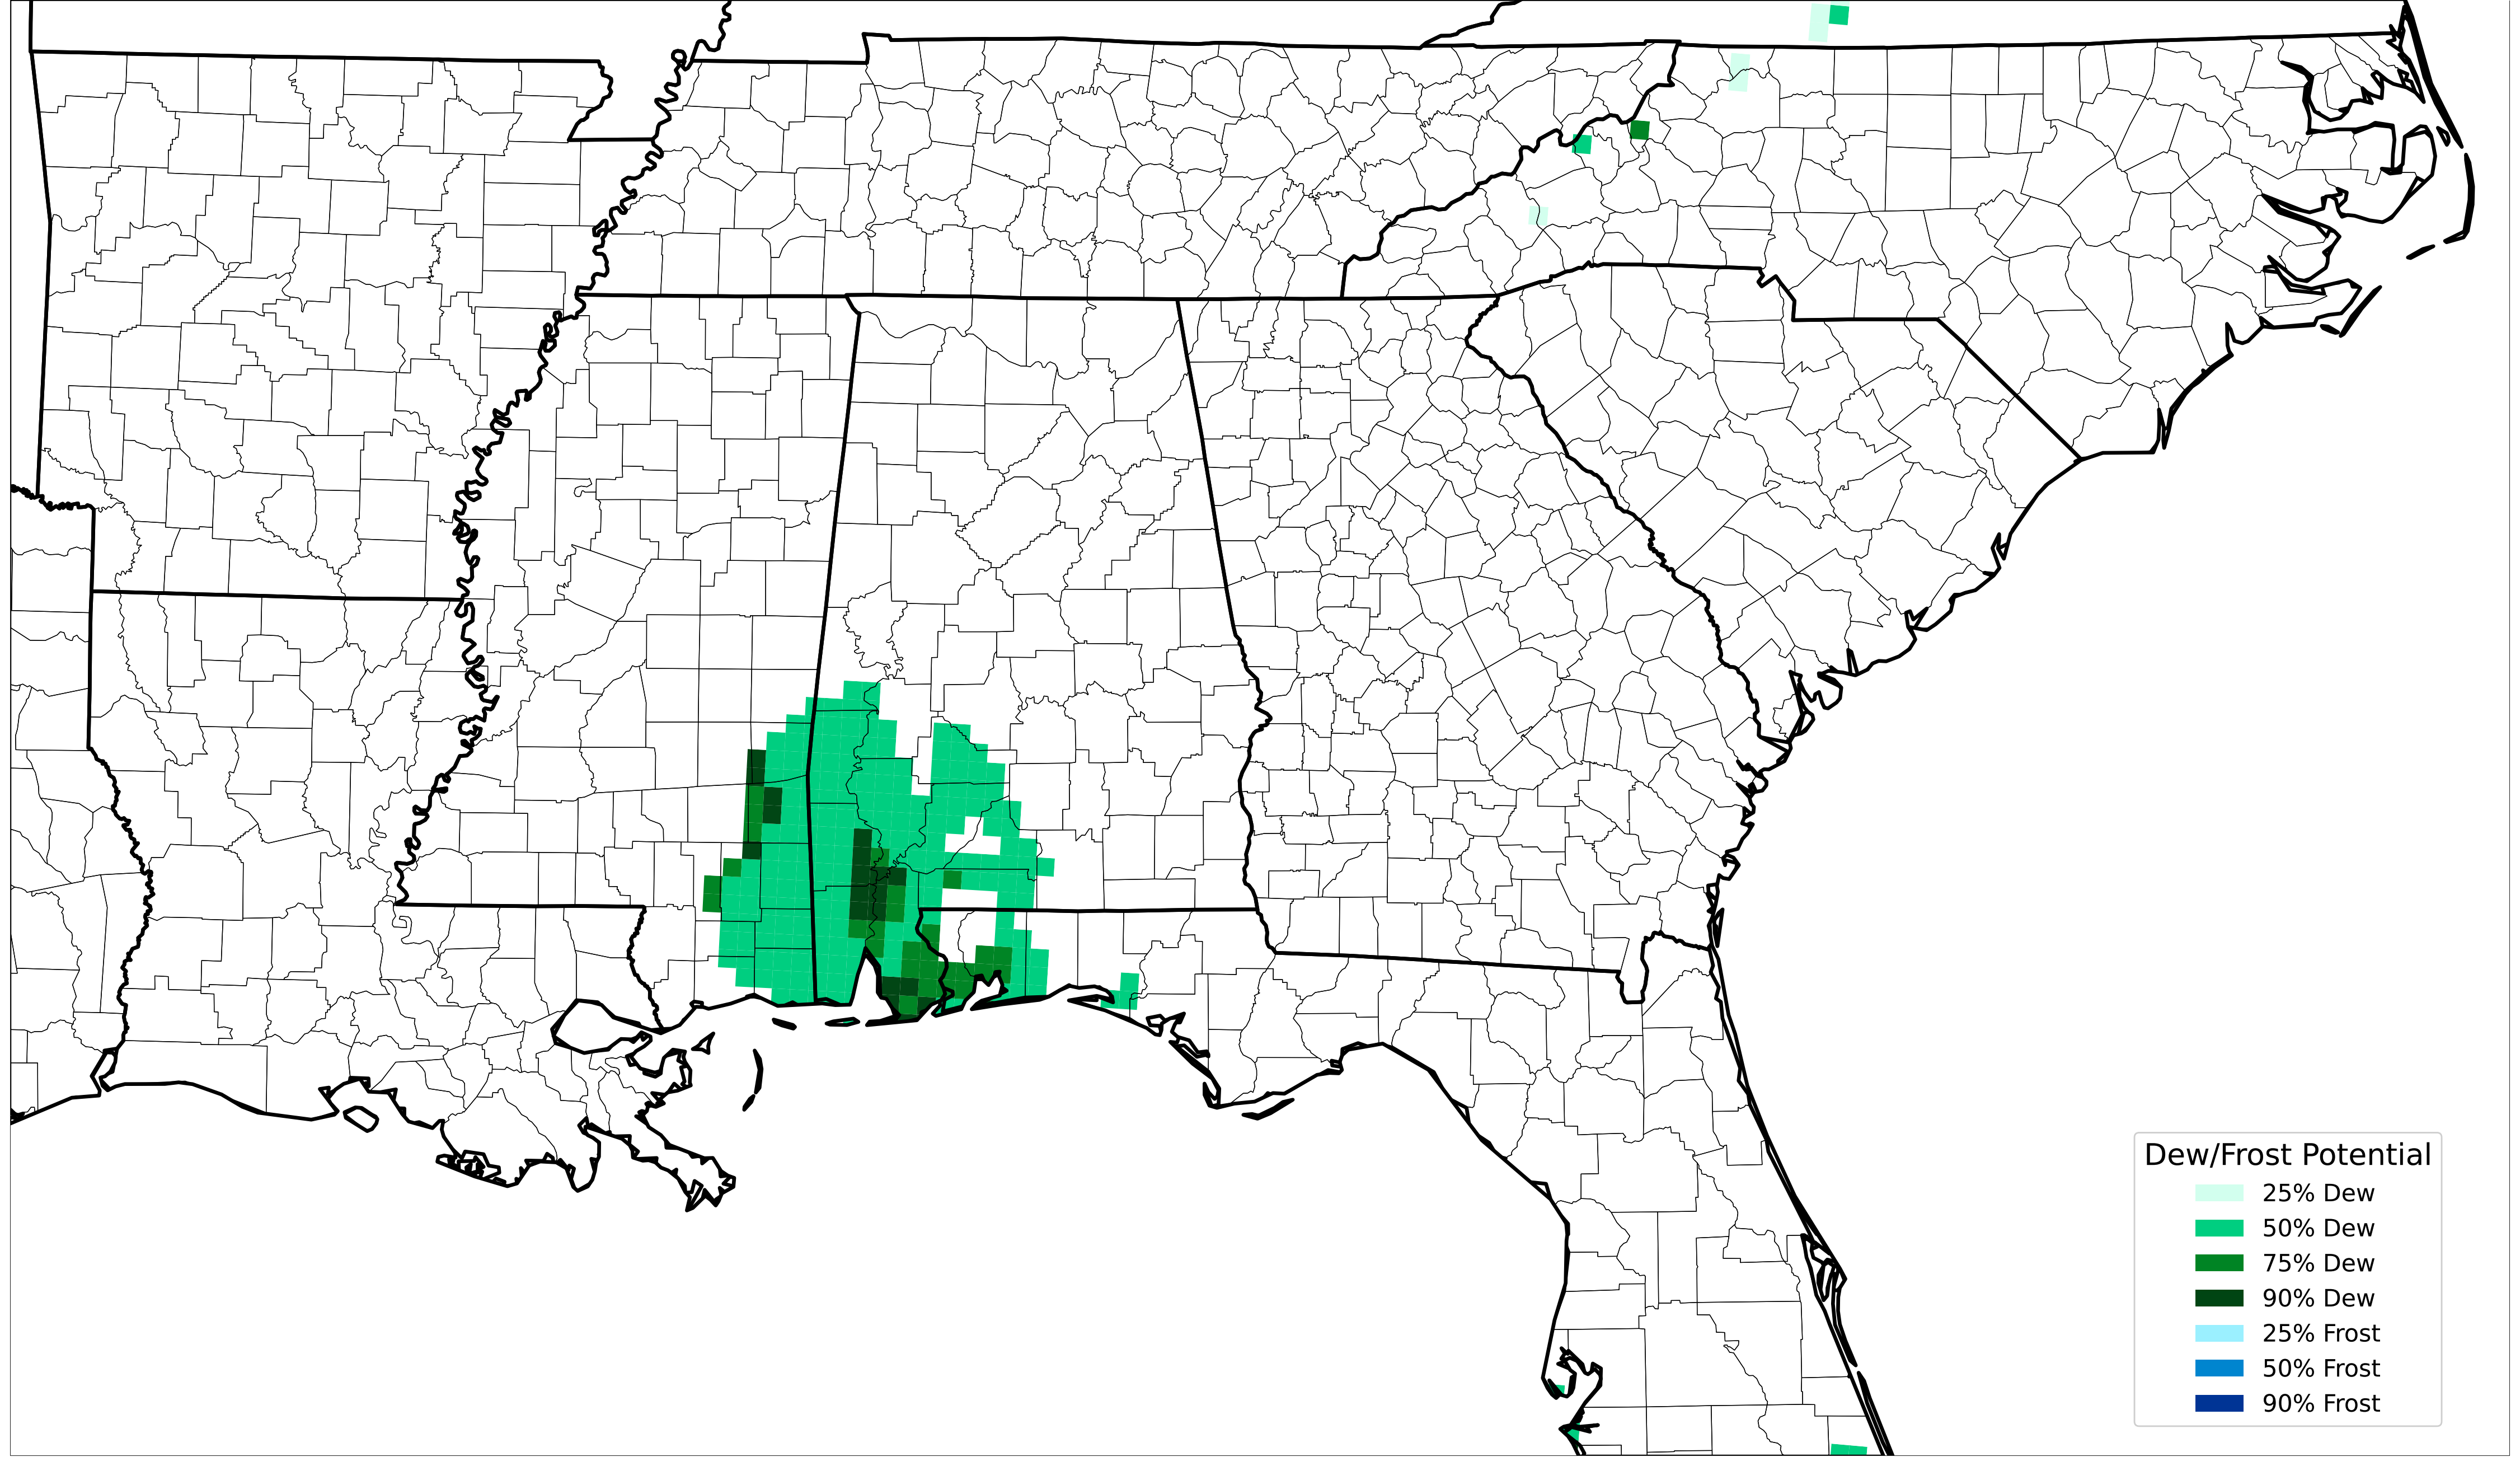 Dew/Frost Potential
25% Dew
50% Dew
75% Dew
90% Dew
25% Frost
50% Frost
90% Frost